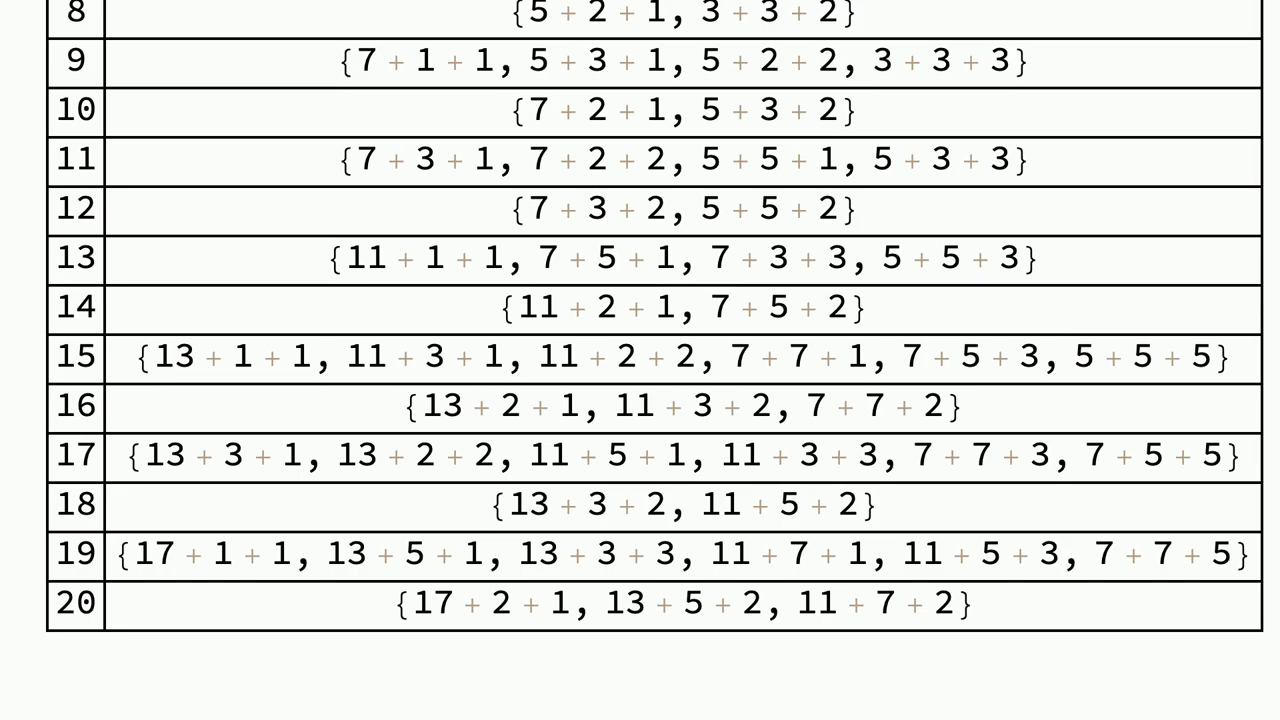 8 {5 + 2 + 1, 3 + 3 + 2}
9 {7 + 1 + 1, 5 + 3 + 1, 5 + 2 + 2, 3 + 3 + 3}
10 {7 + 2 + 1, 5 + 3 + 2}
11 {7 + 3 + 1, 7 + 2 + 2, 5 + 5 + 1, 5 + 3 + 3}
12 {7 + 3 + 2, 5 + 5 + 2}
13 {11 + 1 + 1, 7 + 5 + 1, 7 + 3 + 3, 5 + 5 + 3}
14 {11 + 2 + 1, 7 + 5 + 2}
15 {13 + 1 + 1, 11 + 3 + 1, 11 + 2 + 2, 7 + 7 + 1, 7 + 5 + 3, 5 + 5 + 5}
16 {13 + 2 + 1, 11 + 3 + 2, 7 + 7 + 2}
17 {13 + 3 + 1, 13 + 2 + 2, 11 + 5 + 1, 11 + 3 + 3, 7 + 7 + 3, 7 + 5 + 5}
18 {13 + 3 + 2, 11 + 5 + 2}
19 {17 + 1 + 1, 13 + 5 + 1, 13 + 3 + 3, 11 + 7 + 1, 11 + 5 + 3, 7 + 7 + 5}
20 {17 + 2 + 1, 13 + 5 + 2, 11 + 7 + 2}